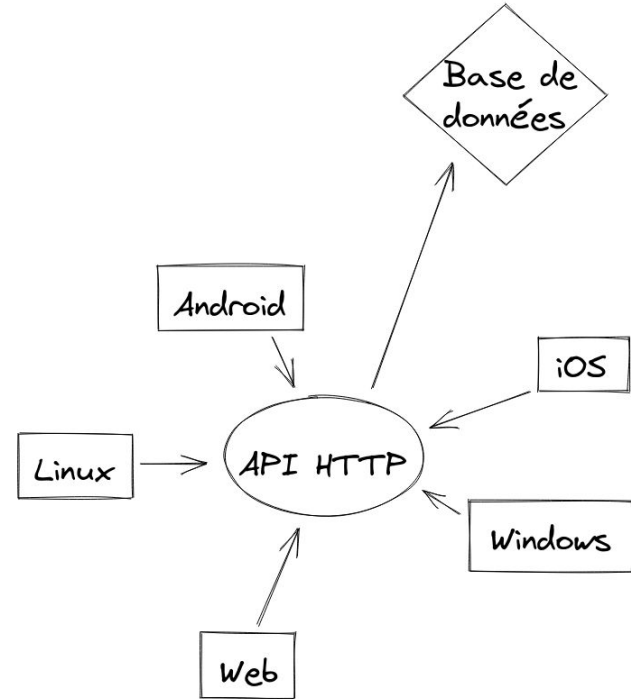 Base de
données
Android
iOS
API HTTP
Linux
Windows
Web